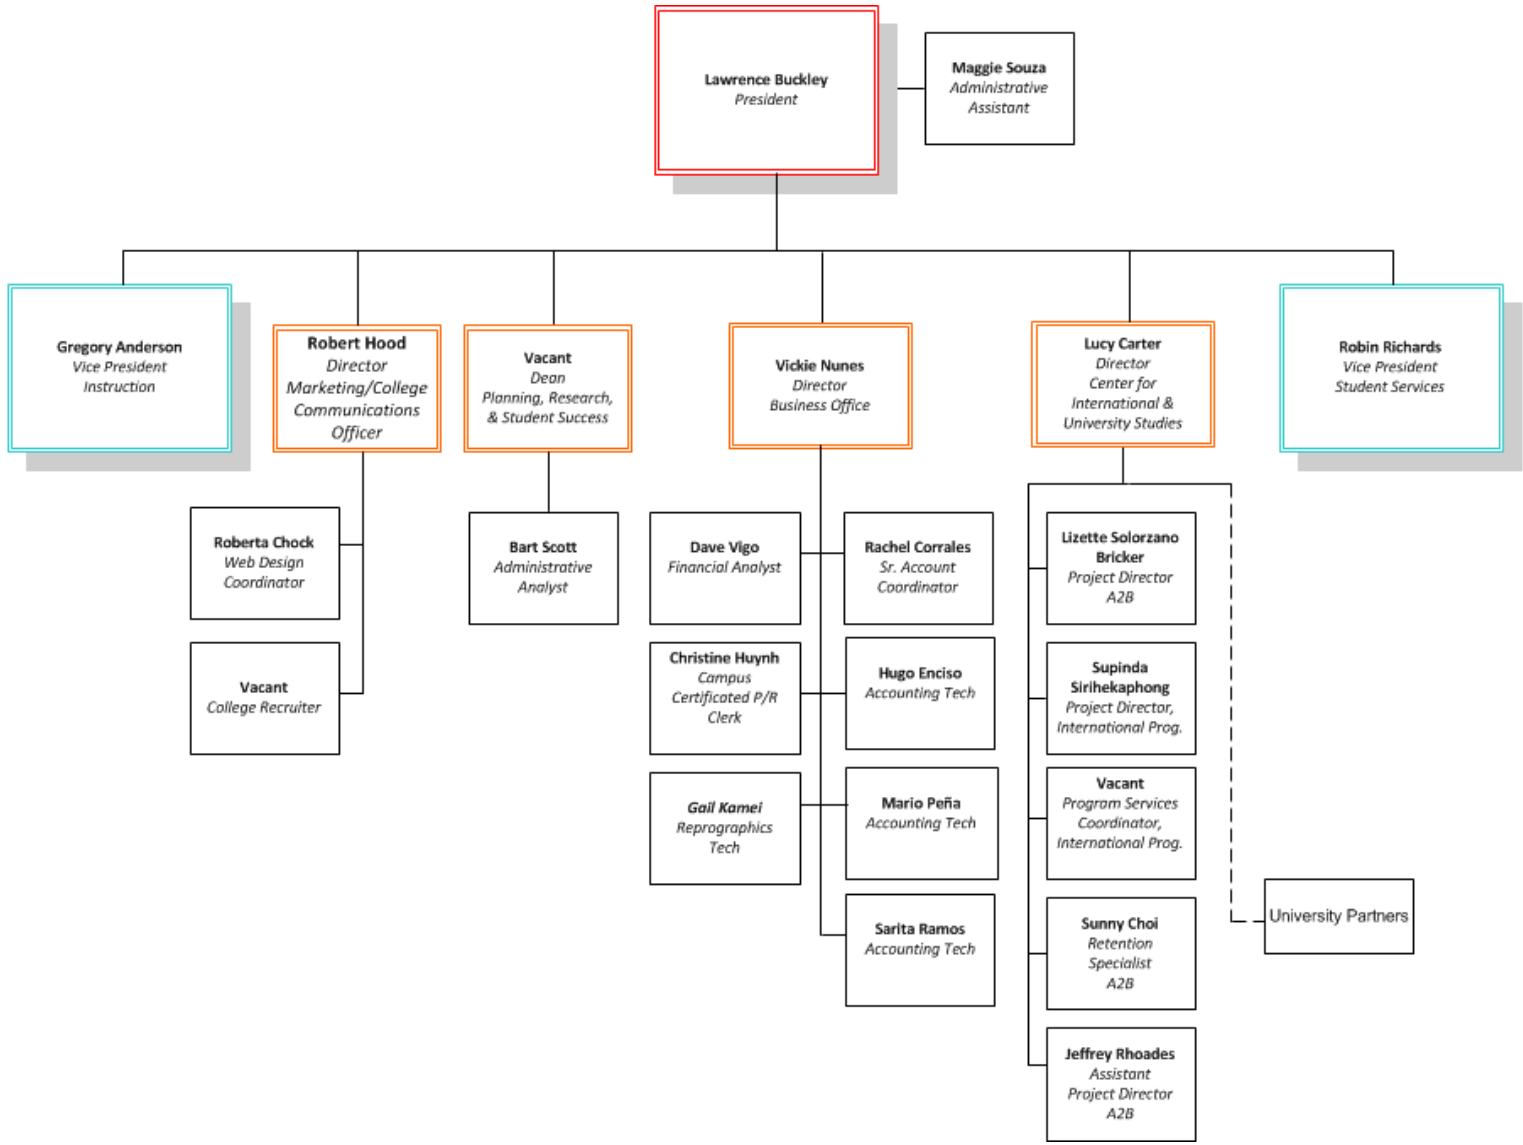 Lawrence Buckley
President
Maggie Souza
Administrative
Assistant
Gregory Anderson
Vice President
Instruction
Robert Hood
Director
Marketing/College
Communications
Officer
Vacant
Dean
Planning, Research,
& Student Success
Vickie Nunes
Director
Business Office
Lucy Carter
Director
Center for
International &
University Studies
Robin Richards
Vice President
Student Services
Roberta Chock
Web Design
Coordinator
Vacant
College Recruiter
Bart Scott
Administrative
Analyst
Dave Vigo
Financial Analyst
Rachel Corrales
Sr. Account
Coordinator
Christine Huynh
Campus
Certificated P/R
Clerk
Hugo Enciso
Accounting Tech
Gail Kamei
Reprographics
Tech
Mario Peña
Accounting Tech
Sarita Ramos
Accounting Tech
Lizette Solorzano
Bricker
Project Director
A2B
Supinda
Sirihekaphong
Project Director,
International Prog.
Vacant
Program Services
Coordinator,
International Prog.
Sunny Choi
Retention
Specialist
A2B
Jeffrey Rhoades
Assistant
Project Director
A2B
University Partners